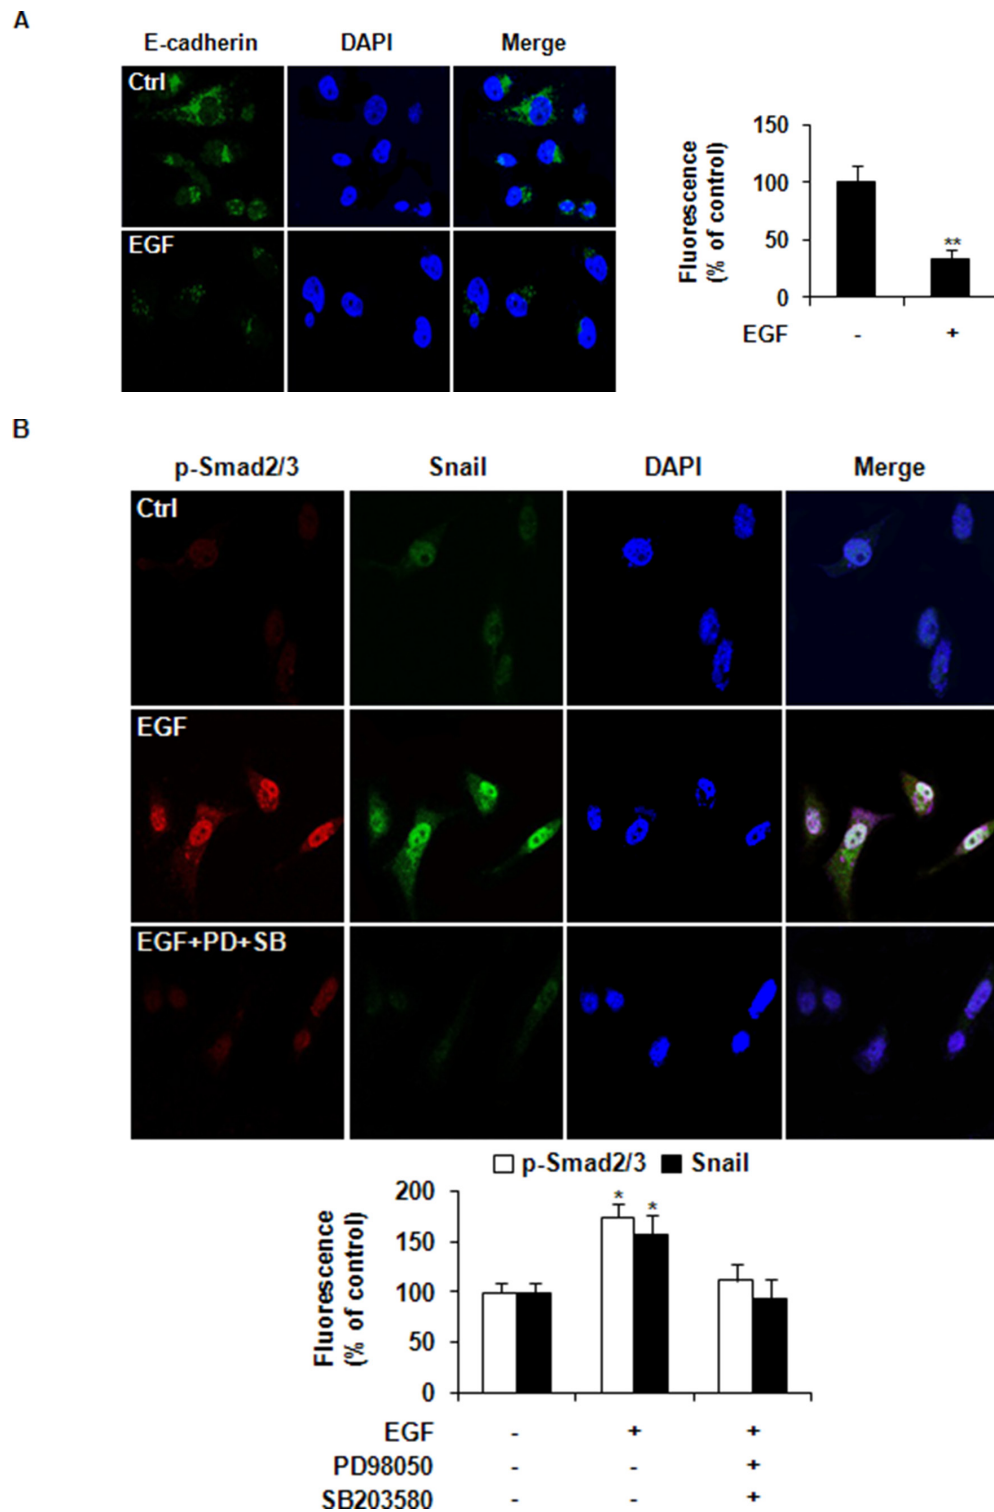 A
E-cadherin DAPI Merge
Ctrl
EGF
150
100
50
0
Fluorescence
(% of control)
**
EGF - +
B
p-Smad2/3 Snail DAPI Merge
Ctrl
EGF
EGF+PD+SB
p-Smad2/3 Snail
200
150
100
50
0
Fluorescence
(% of control)
* *
EGF - + +
PD98050 - - +
SB203580 - - +